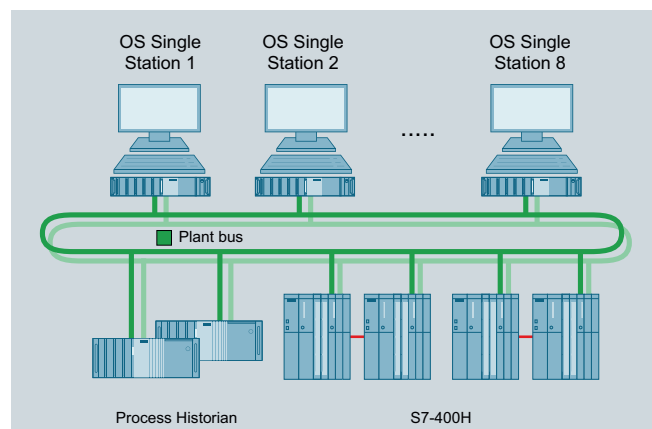 OS Single
Station 1
OS Single
Station 2
.....
OS Single
Station 8
Plant bus
Process Historian
S7-400H